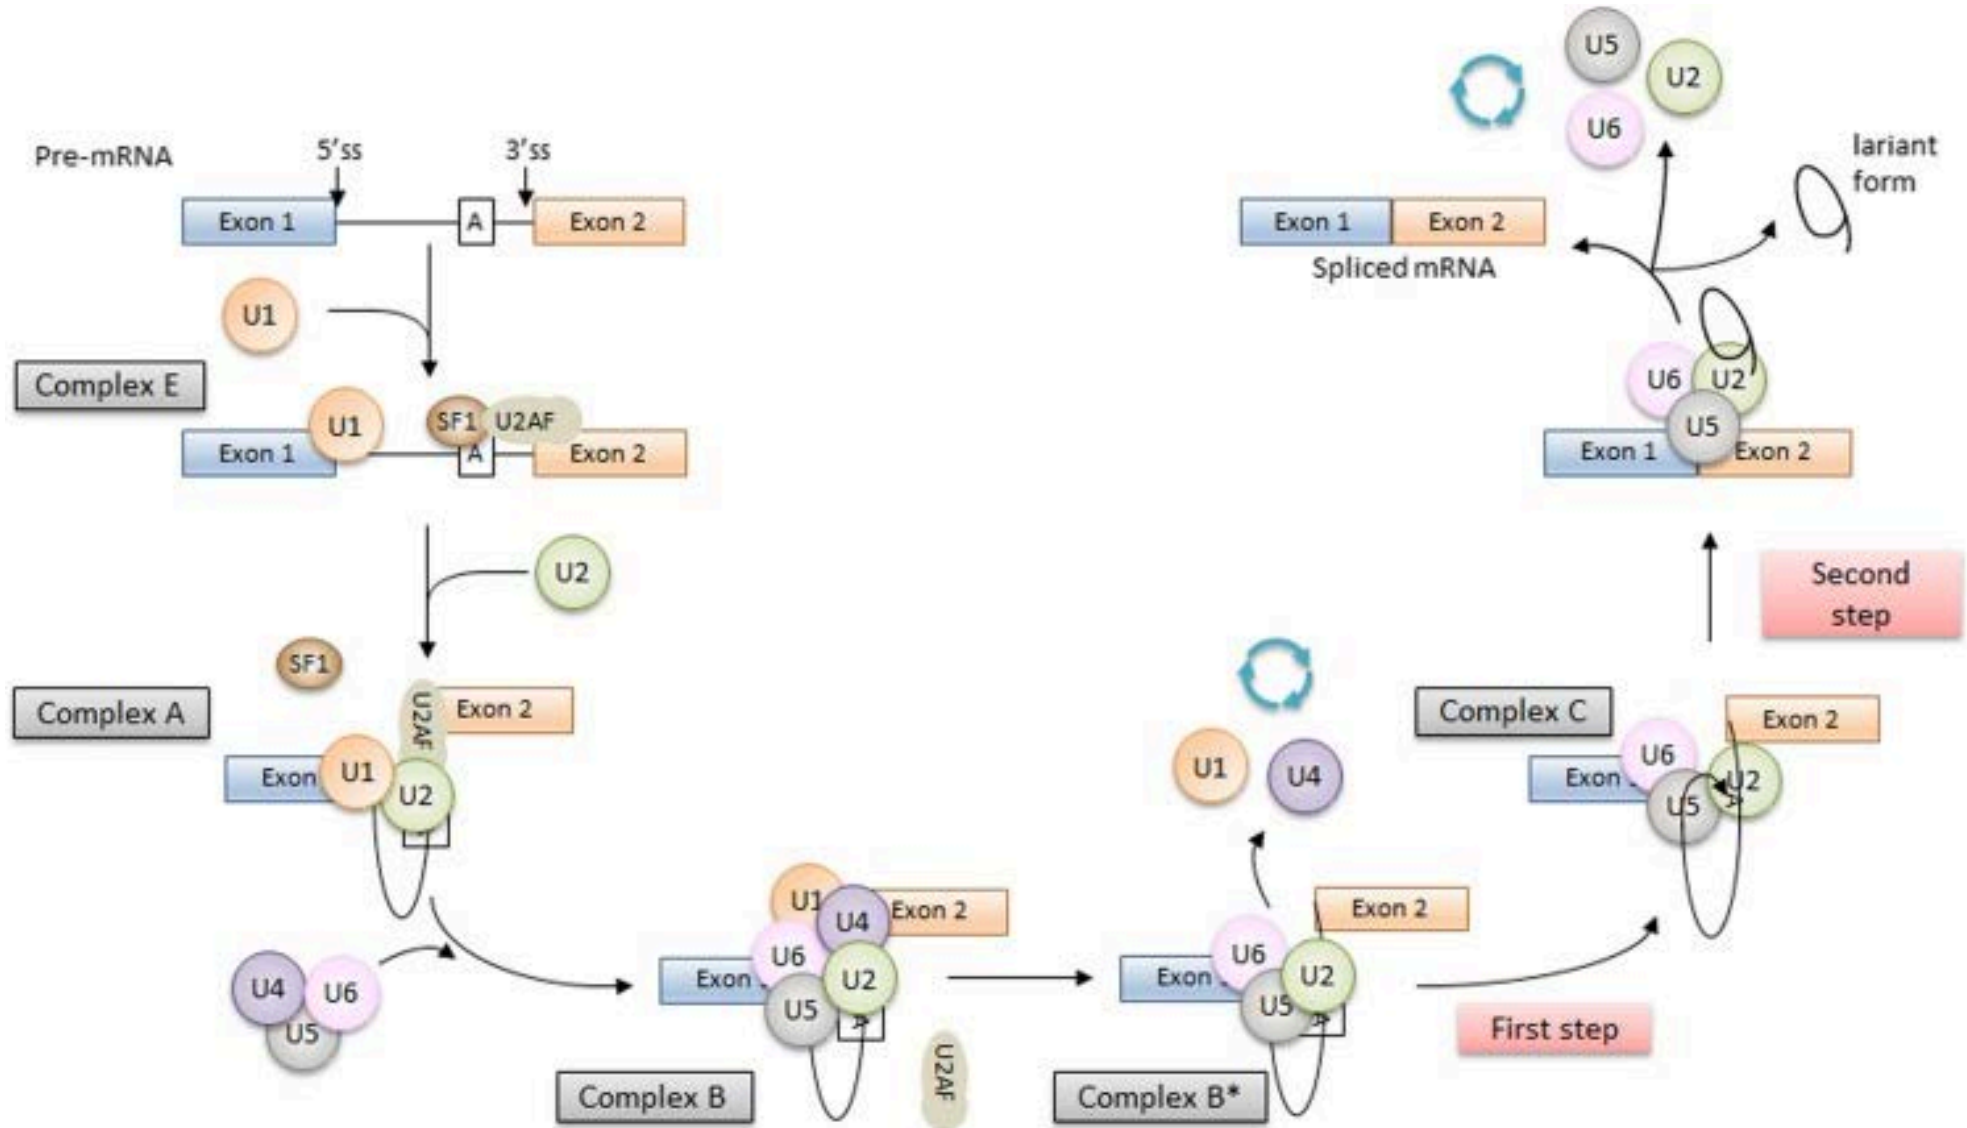 Pre-mRNA
5'ss
3'ss
Exon 1
A
Exon 2
U1
Complex E
U1
SF1
U2AF
Exon 1
A
Exon 2
U2
SF1
Complex A
U2AF
Exon 2
Exon
U1
U2
U4
U6
U5
U1
U4
Exon 2
U6
Exon
U2
U5
A
Complex B
U2AF
U1
U4
Exon 2
U6
Exon
U2
U5
A
Complex B*
First step
Complex C
Exon 2
U6
Exon
U2
U5
A
Second
step
U6
U2
U5
Exon 1
Exon 2
Exon 1
Exon 2
Spliced mRNA
U5
U2
U6
lariant
form